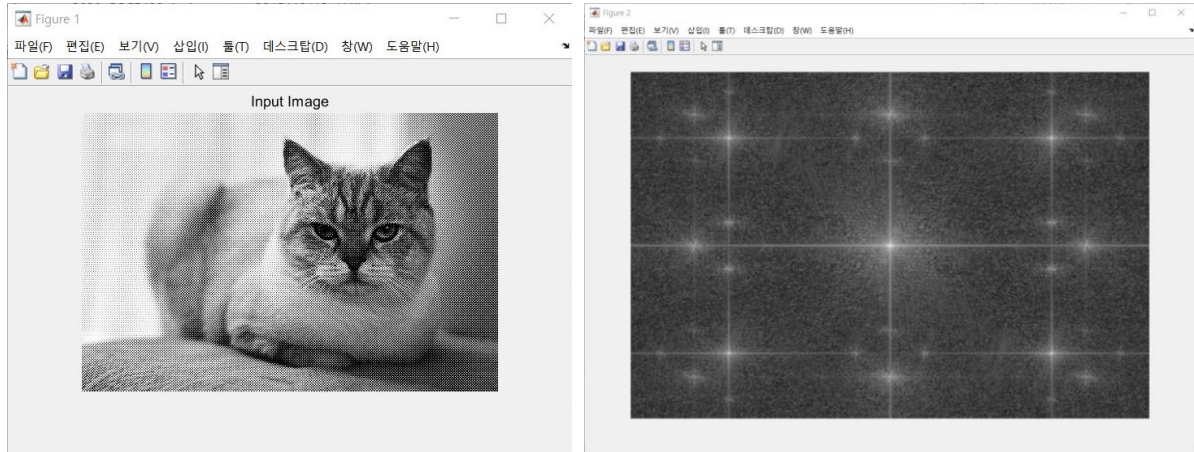 Figure 1
파일(F) 편집(E) 보기(V) 삽입(I) 툴(T) 데스크탑(D) 창(W) 도움말(H)
Input Image
Figure 2
파일(F) 편집(E) 보기(V) 삽입(I) 툴(T) 데스크탑(D) 창(W) 도움말(H)